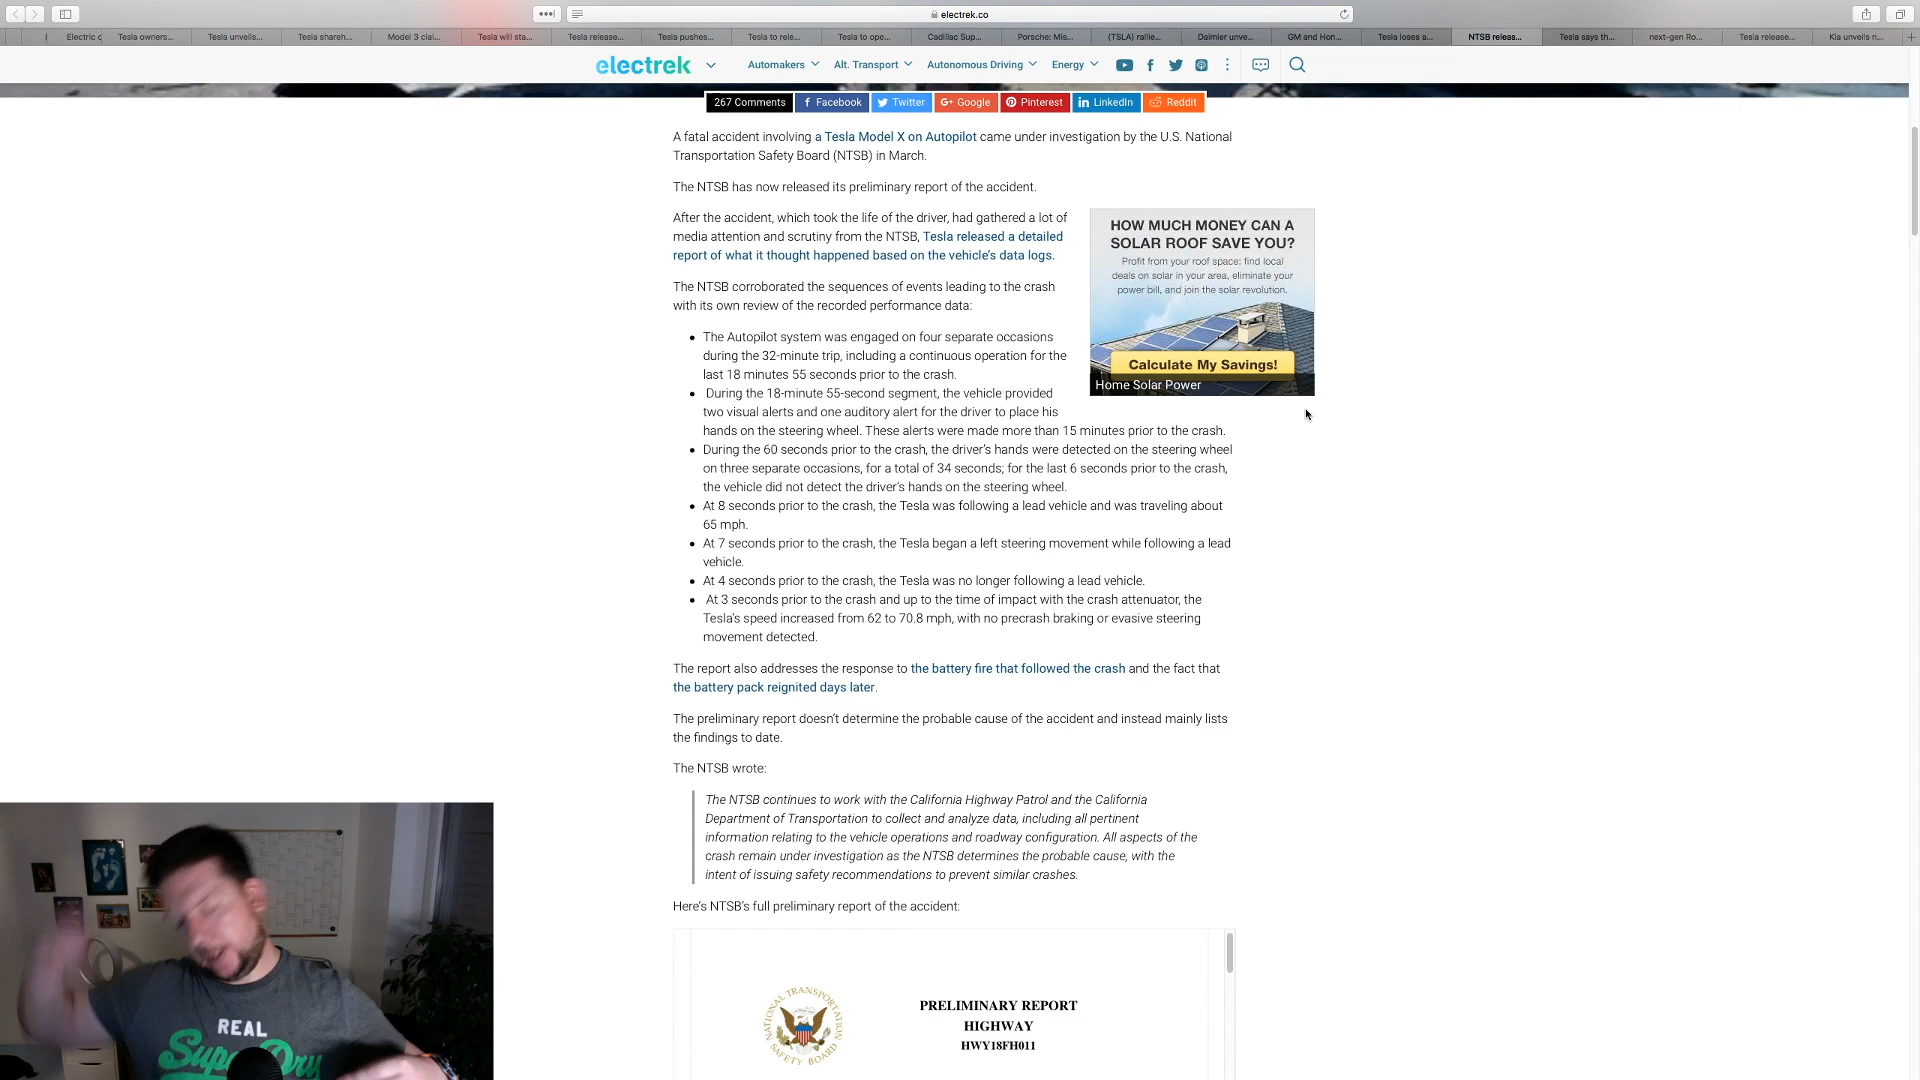 electrek.co
Electric c
Tesla owners...
Tesla unveils...
Tesla shareh...
Model 3 clai...
Tesla will sta...
Tesla release...
Tesla pushes...
Tesla to rele...
Tesla to ope...
Cadillac Sup...
Porsche: Mis...
(TSLA) rallie...
Daimler unve...
GM and Hon...
Tesla loses a...
NTSB releas...
Tesla says th...
next-gen Ro...
Tesla release...
Kia unveils n...
electrek
Automakers
Alt. Transport
Autonomous Driving
Energy
267 Comments
Facebook
Twitter
G+ Google
Pinterest
LinkedIn
Reddit
A fatal accident involving a Tesla Model X on Autopilot came under investigation by the U.S. National
Transportation Safety Board (NTSB) in March.
The NTSB has now released its preliminary report of the accident.
After the accident, which took the life of the driver, had gathered a lot of
media attention and scrutiny from the NTSB, Tesla released a detailed
report of what it thought happened based on the vehicle's data logs.
The NTSB corroborated the sequences of events leading to the crash
with its own review of the recorded performance data:
HOW MUCH MONEY CAN A
SOLAR ROOF SAVE YOU?
Profit from your roof space: find local
deals on solar in your area, eliminate your
power bill, and join the solar revolution.
Calculate My Savings!
Home Solar Power
• The Autopilot system was engaged on four separate occasions
during the 32-minute trip, including a continuous operation for the
last 18 minutes 55 seconds prior to the crash.
• During the 18-minute 55-second segment, the vehicle provided
two visual alerts and one auditory alert for the driver to place his
hands on the steering wheel. These alerts were made more than 15 minutes prior to the crash.
• During the 60 seconds prior to the crash, the driver's hands were detected on the steering wheel
on three separate occasions, for a total of 34 seconds; for the last 6 seconds prior to the crash,
the vehicle did not detect the driver's hands on the steering wheel.
• At 8 seconds prior to the crash, the Tesla was following a lead vehicle and was traveling about
65 mph.
• At 7 seconds prior to the crash, the Tesla began a left steering movement while following a lead
vehicle.
• At 4 seconds prior to the crash, the Tesla was no longer following a lead vehicle.
• At 3 seconds prior to the crash and up to the time of impact with the crash attenuator, the
Tesla's speed increased from 62 to 70.8 mph, with no precrash braking or evasive steering
movement detected.
The report also addresses the response to the battery fire that followed the crash and the fact that
the battery pack reignited days later.
The preliminary report doesn't determine the probable cause of the accident and instead mainly lists
the findings to date.
The NTSB wrote:
The NTSB continues to work with the California Highway Patrol and the California
Department of Transportation to collect and analyze data, including all pertinent
information relating to the vehicle operations and roadway configuration. All aspects of the
crash remain under investigation as the NTSB determines the probable cause, with the
intent of issuing safety recommendations to prevent similar crashes.
Here's NTSB's full preliminary report of the accident:
NATIONAL TRANSPORTATION
SAFETY BOARD
PRELIMINARY REPORT
HIGHWAY
HWY18FH011
REAL
SuperDry